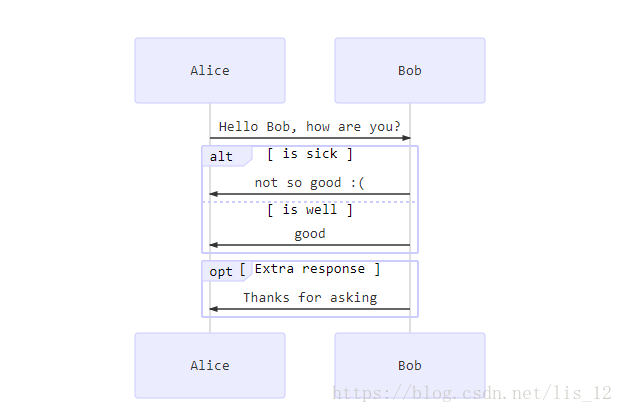 Alice
Bob
Hello Bob, how are you?
alt
[ is sick ]
not so good :(
[ is well ]
good
opt
[ Extra response ]
Thanks for asking
Alice
Bob
https://blog.csdn.net/lis_12